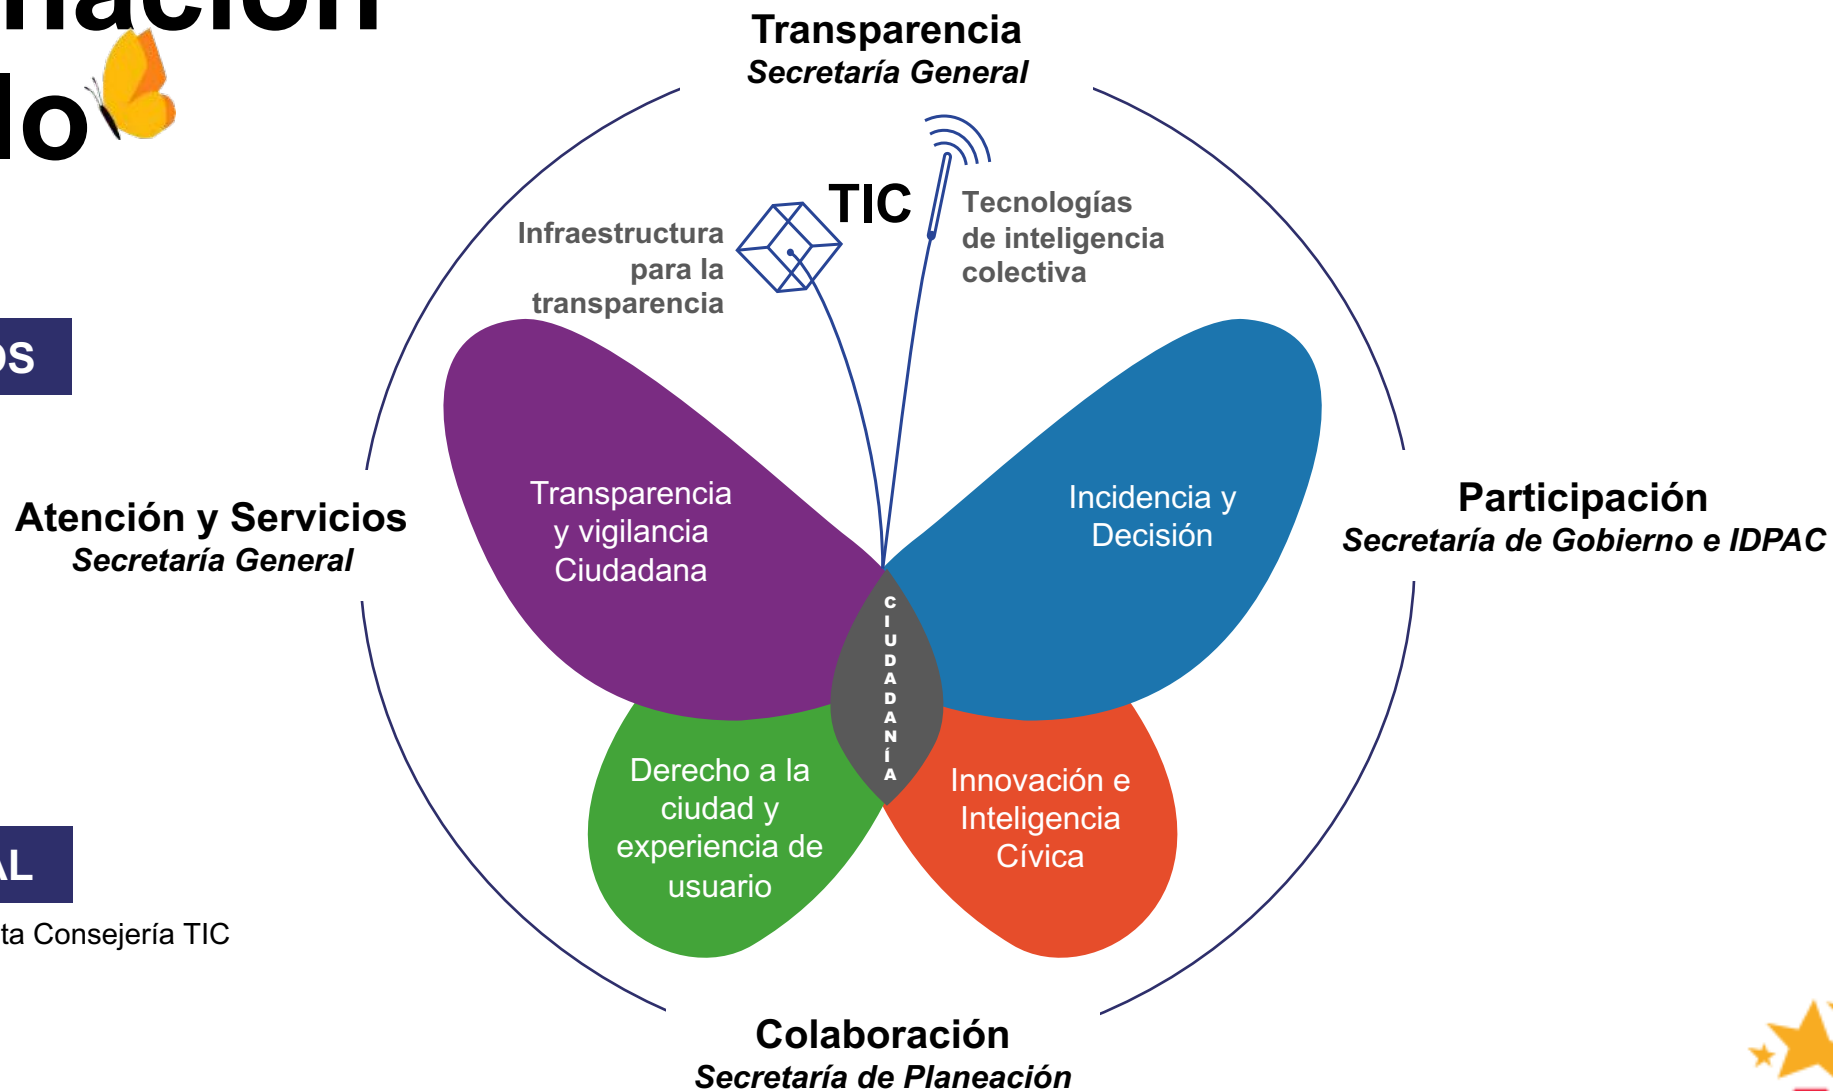 Transparencia
Secretaría General
TIC
Infraestructura
para la
transparencia
Tecnologías
de inteligencia
colectiva
Atención y Servicios
Secretaría General
Transparencia
y vigilancia
Ciudadana
Incidencia y
Decisión
Participación
Secretaría de Gobierno e IDPAC
CIUDADANÍA
Derecho a la
ciudad y
experiencia de
usuario
Innovación e
Inteligencia
Cívica
Consejería TIC
Colaboración
Secretaría de Planeación